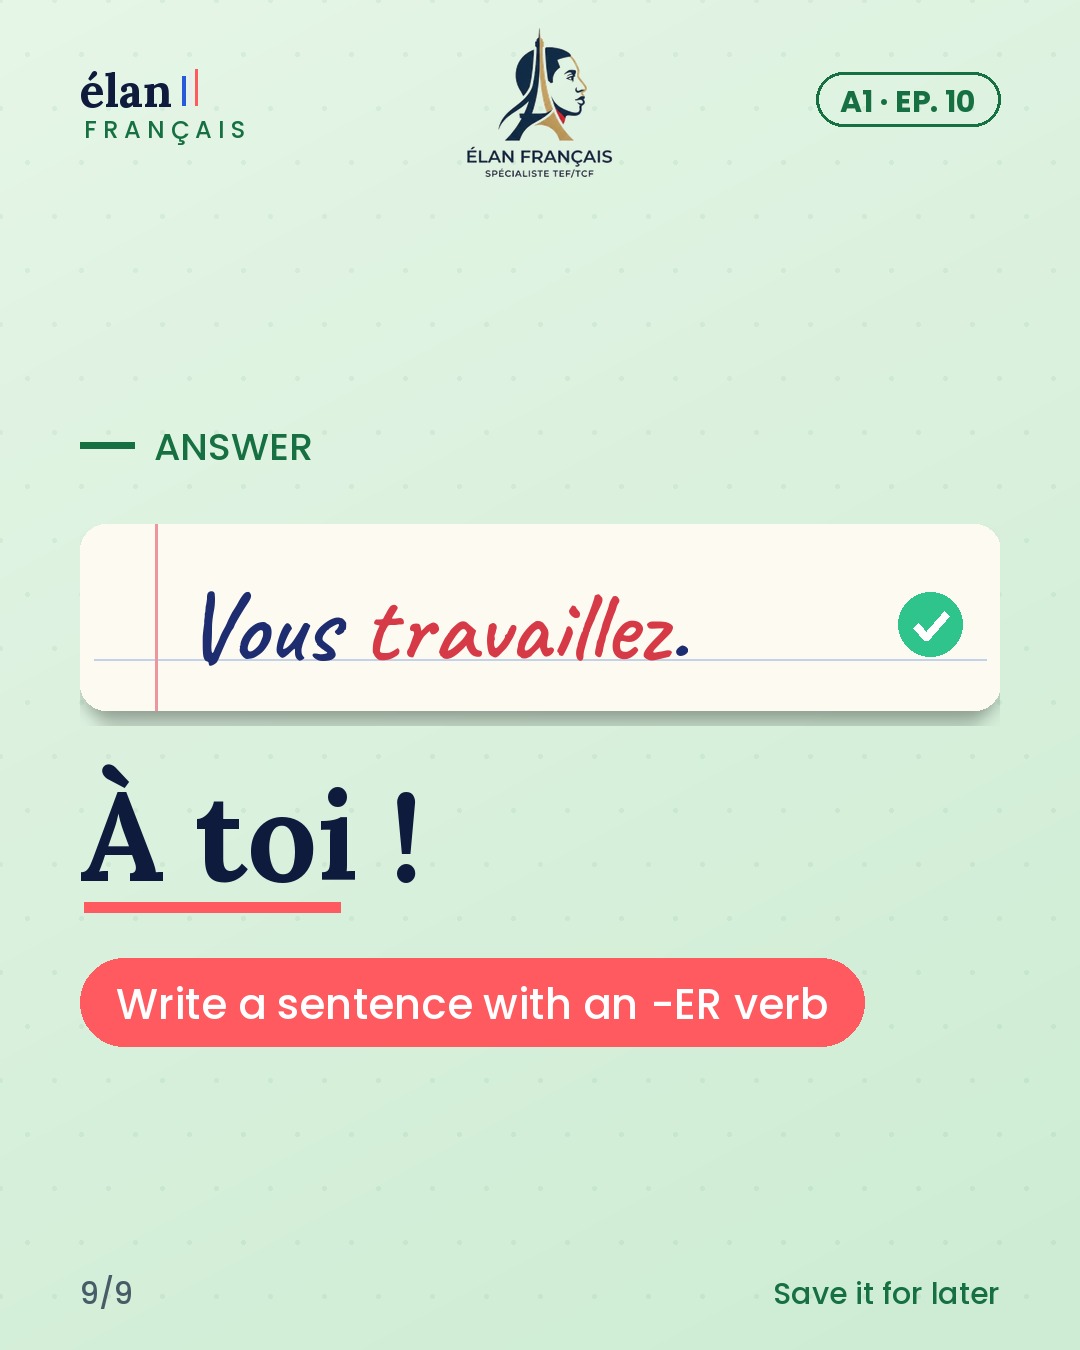 élan
FRANÇAIS
ÉLAN FRANÇAIS
SPÉCIALISTE TEF/TCF
A1 · EP. 10
ANSWER
Vous travaillez.
À toi !
Write a sentence with an -ER verb
9/9
Save it for later